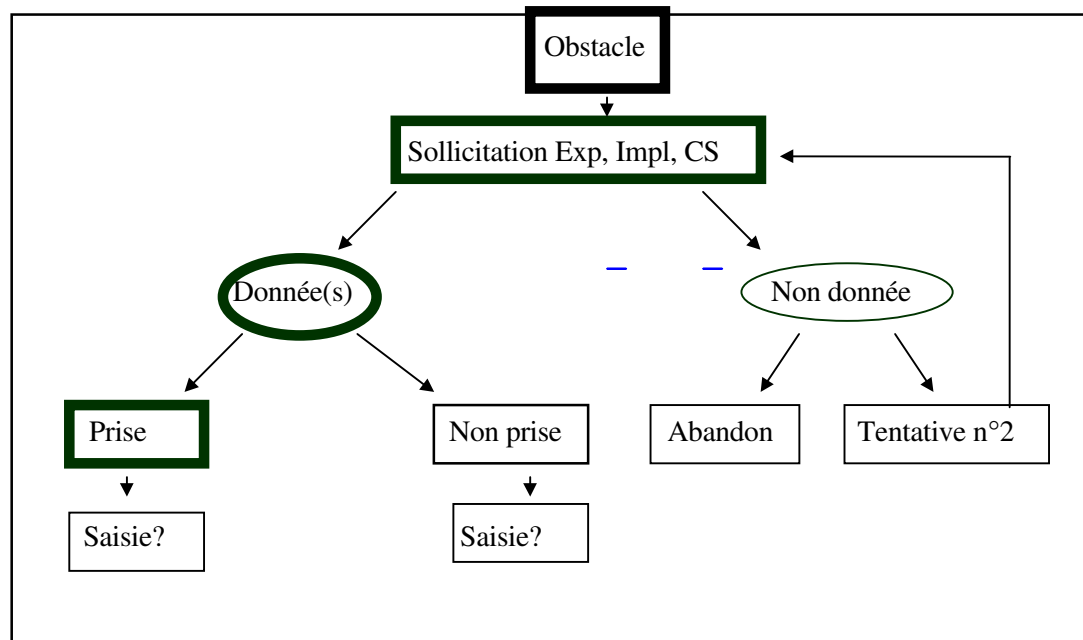 Obstacle
Sollicitation Exp, Impl, CS
Donnée(s)
Non donnée
Prise
Non prise
Abandon
Tentative n°2
Saisie?
Saisie?